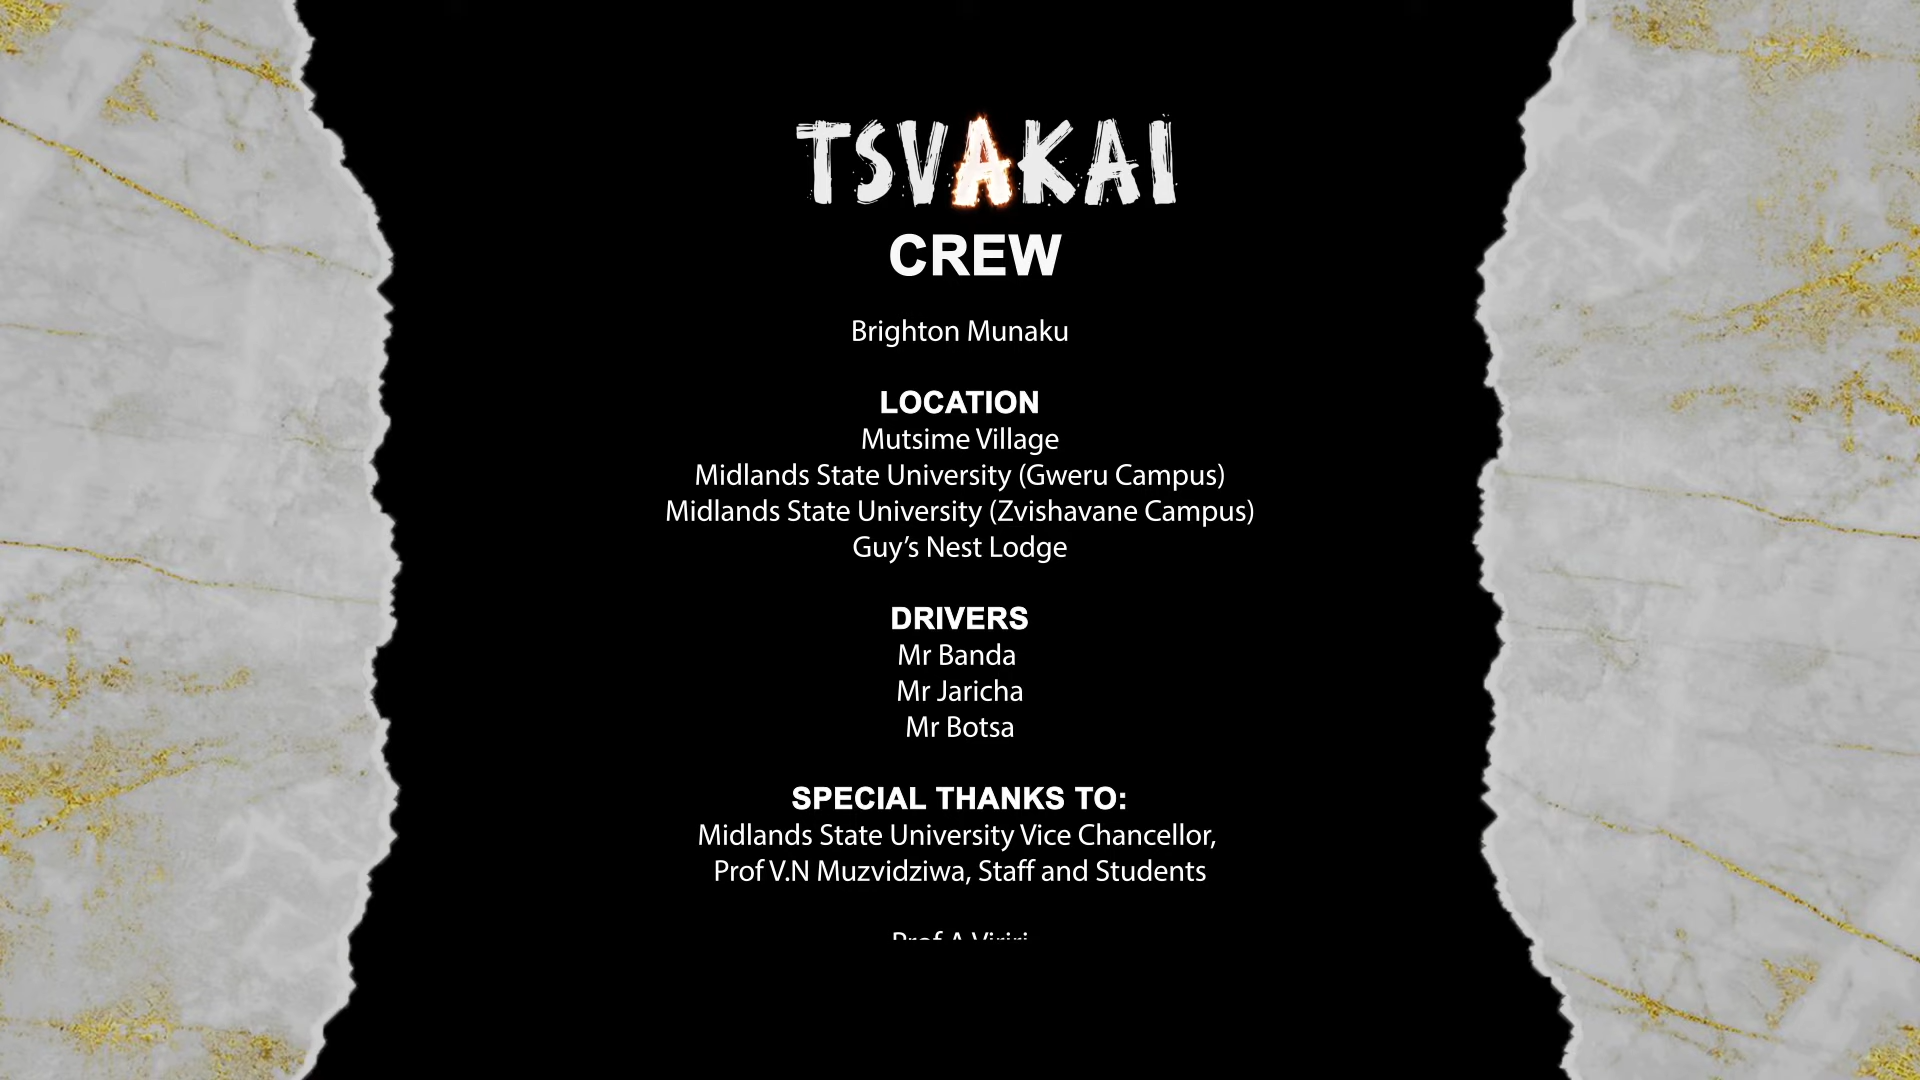 TSVAKAI
CREW
Brighton Munaku
LOCATION
Mutsime Village
Midlands State University (Gweru Campus)
Midlands State University (Zvishavane Campus)
Guy’s Nest Lodge
DRIVERS
Mr Banda
Mr Jaricha
Mr Botsa
SPECIAL THANKS TO:
Midlands State University Vice Chancellor,
Prof V.N Muzvidziwa, Staff and Students
Prof A Viriri